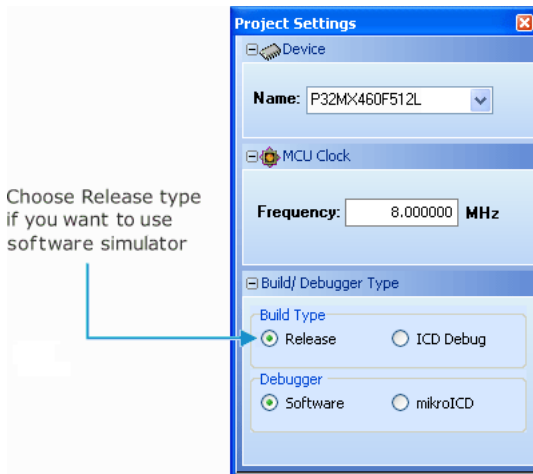 Project Settings
Device
Name: P32MX460F512L
MCU Clock
Choose Release type
if you want to use
software simulator
Frequency: 8.000000 MHz
Build/ Debugger Type
Build Type
Release ICD Debug
Debugger
Software mikroICD